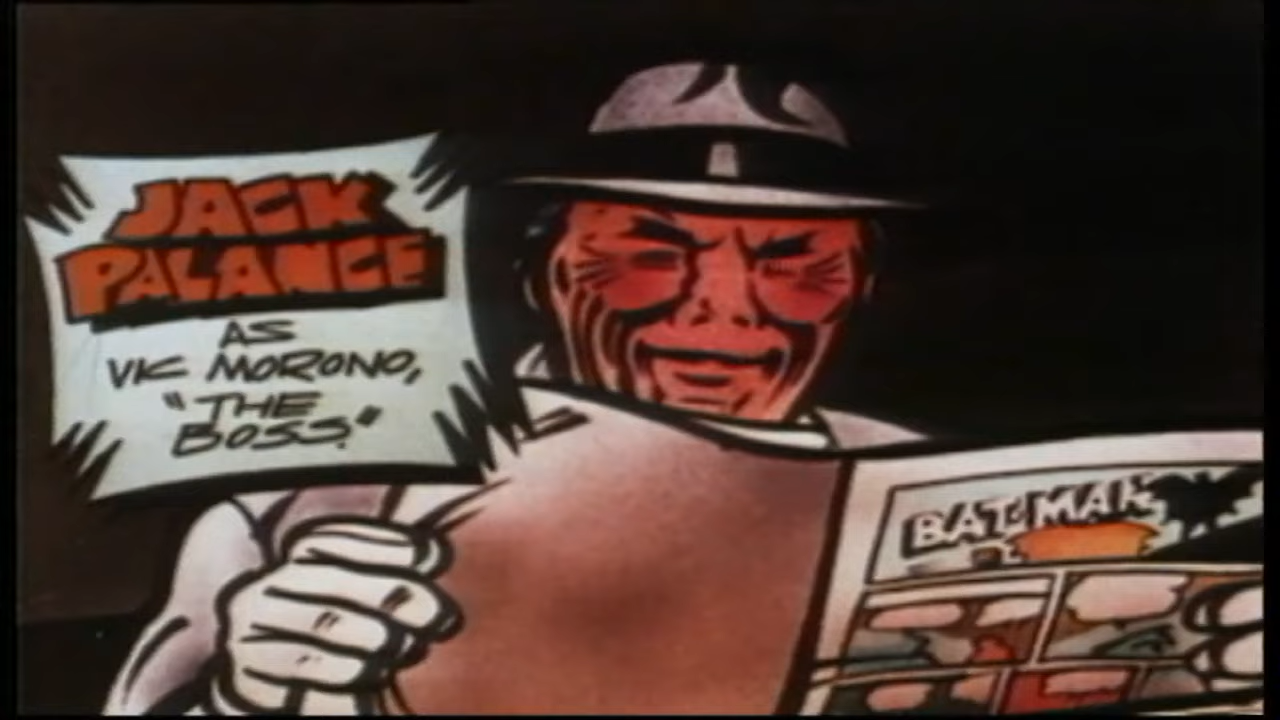 JACK
PALANCE
AS
VIC MORONO,
"THE
BOSS."
BAT-MAN